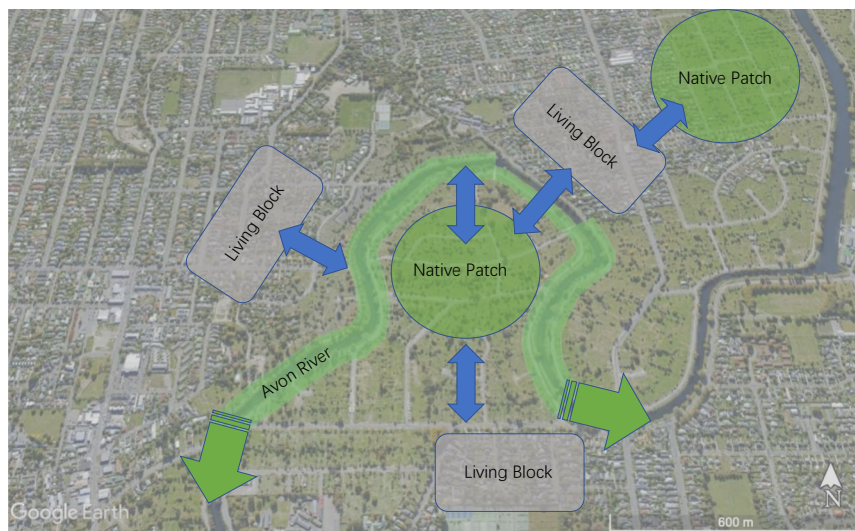 Native Patch
Living Block
Living Block
Native Patch
Avon River
Living Block
Google Earth
N
600 m